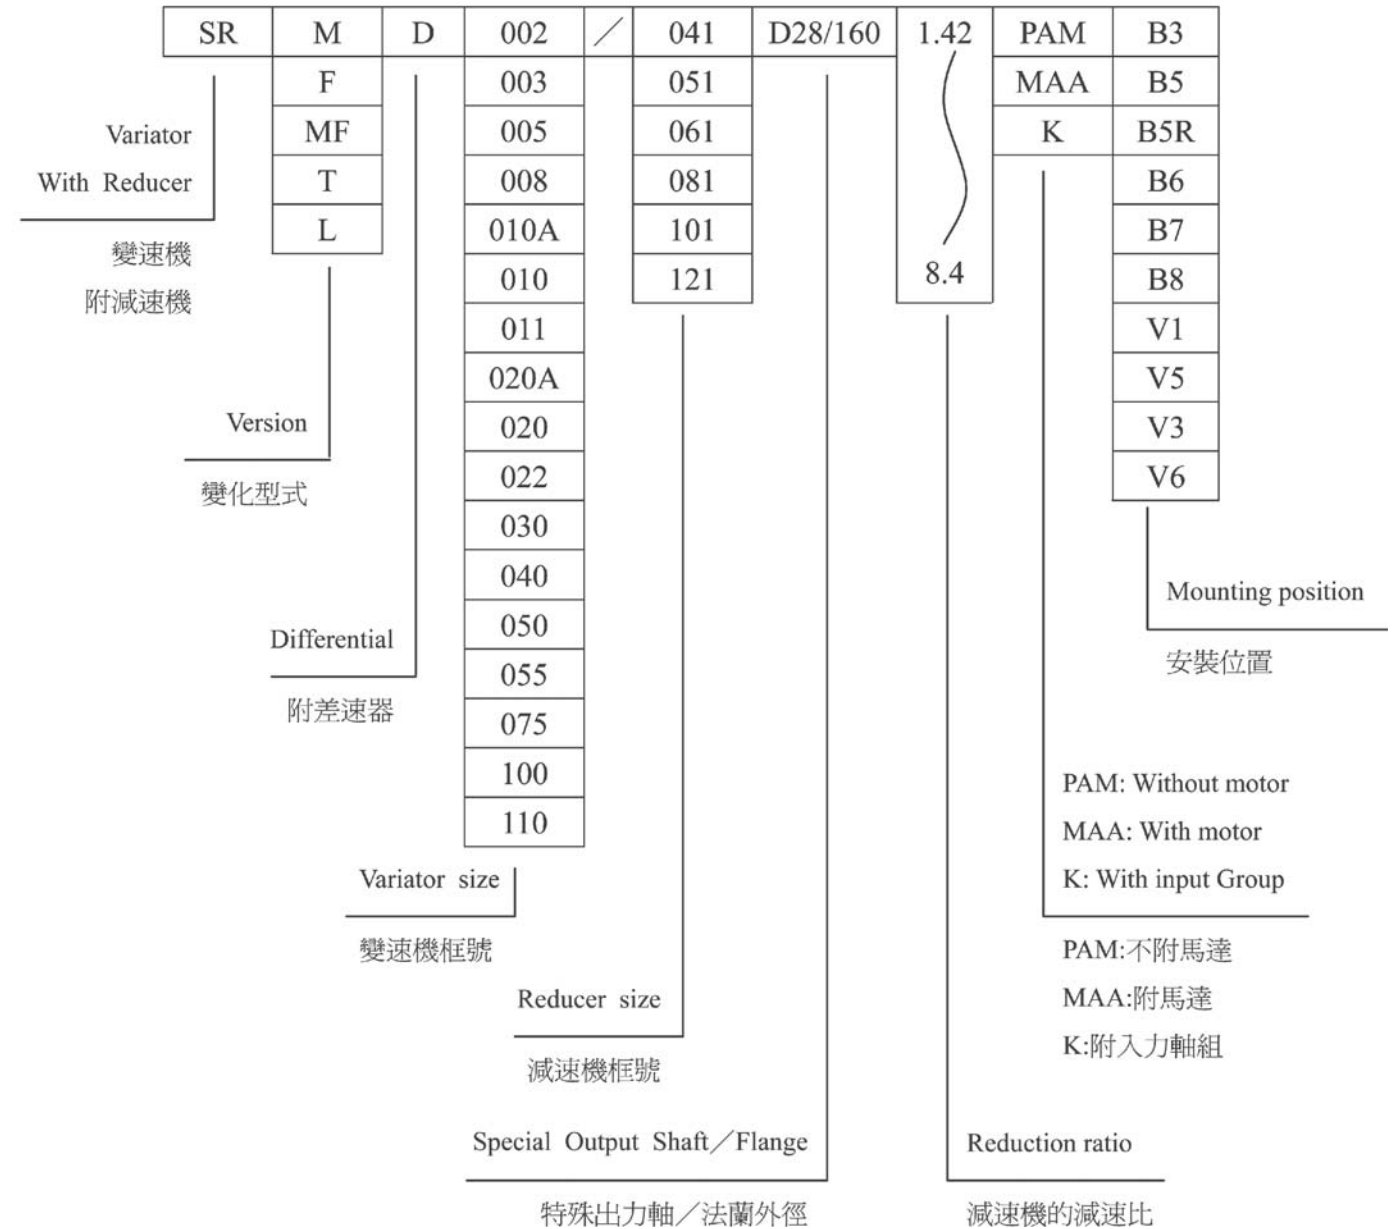 SR M D 002 ／ 041 D28/160 1.42 PAM B3
F 003 051 MAA B5
Variator MF 005 061 K B5R
With Reducer T 008 081 B6
變速機 L 010A 101 B7
附減速機 010 121 8.4 B8
011 V1
020A V5
Version 020 V3
變化型式 022 V6
030
040
Mounting position
050
Differential
安裝位置
055
附差速器
075
100
PAM: Without motor
110
MAA: With motor
Variator size
K: With input Group
變速機框號
PAM:不附馬達
Reducer size
MAA:附馬達
減速機框號
K:附入力軸組
Special Output Shaft／Flange
Reduction ratio
特殊出力軸／法蘭外徑
減速機的減速比